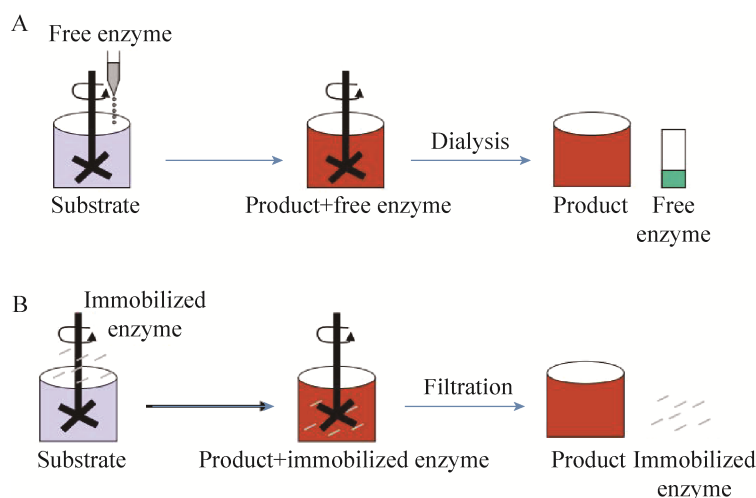 A
Free enzyme
Dialysis
Substrate
Product+free enzyme
Product
Free
enzyme
B
Immobilized
enzyme
Filtration
Substrate
Product+immobilized enzyme
Product
Immobilized
enzyme